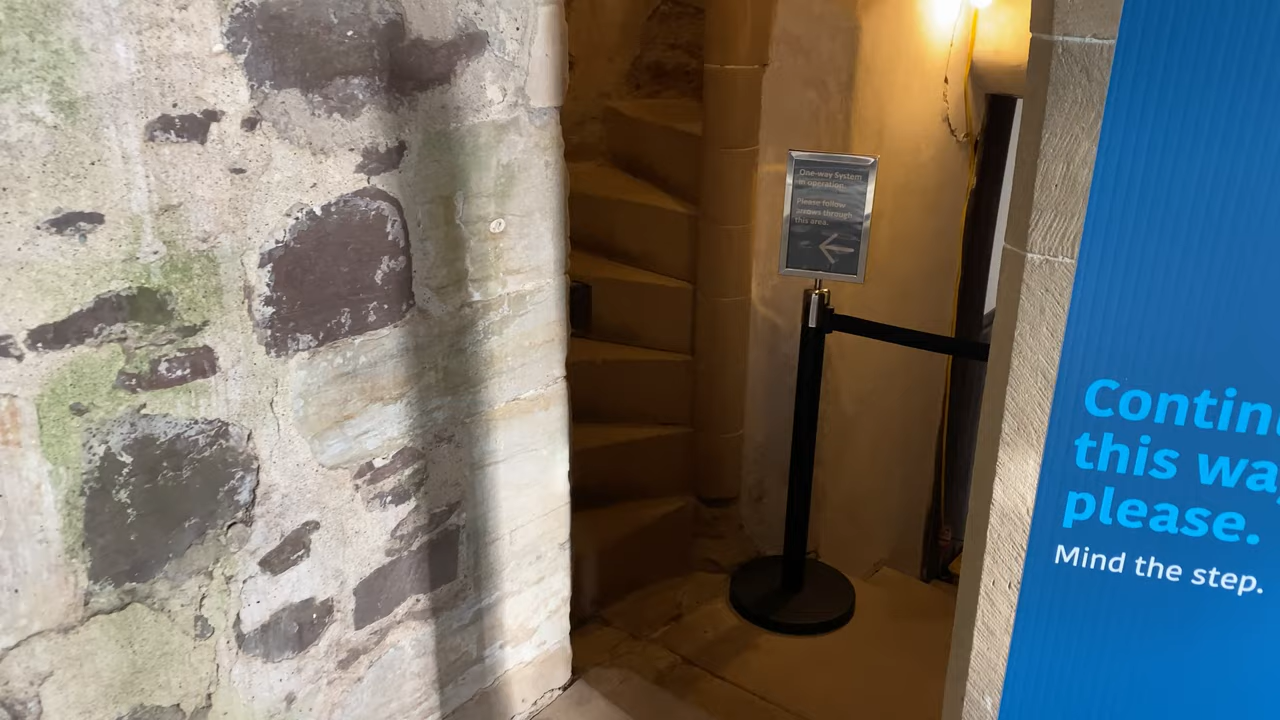 One-way System
in operation.
Please follow
arrows through
this area.
Contin
this wa
please.
Mind the step.